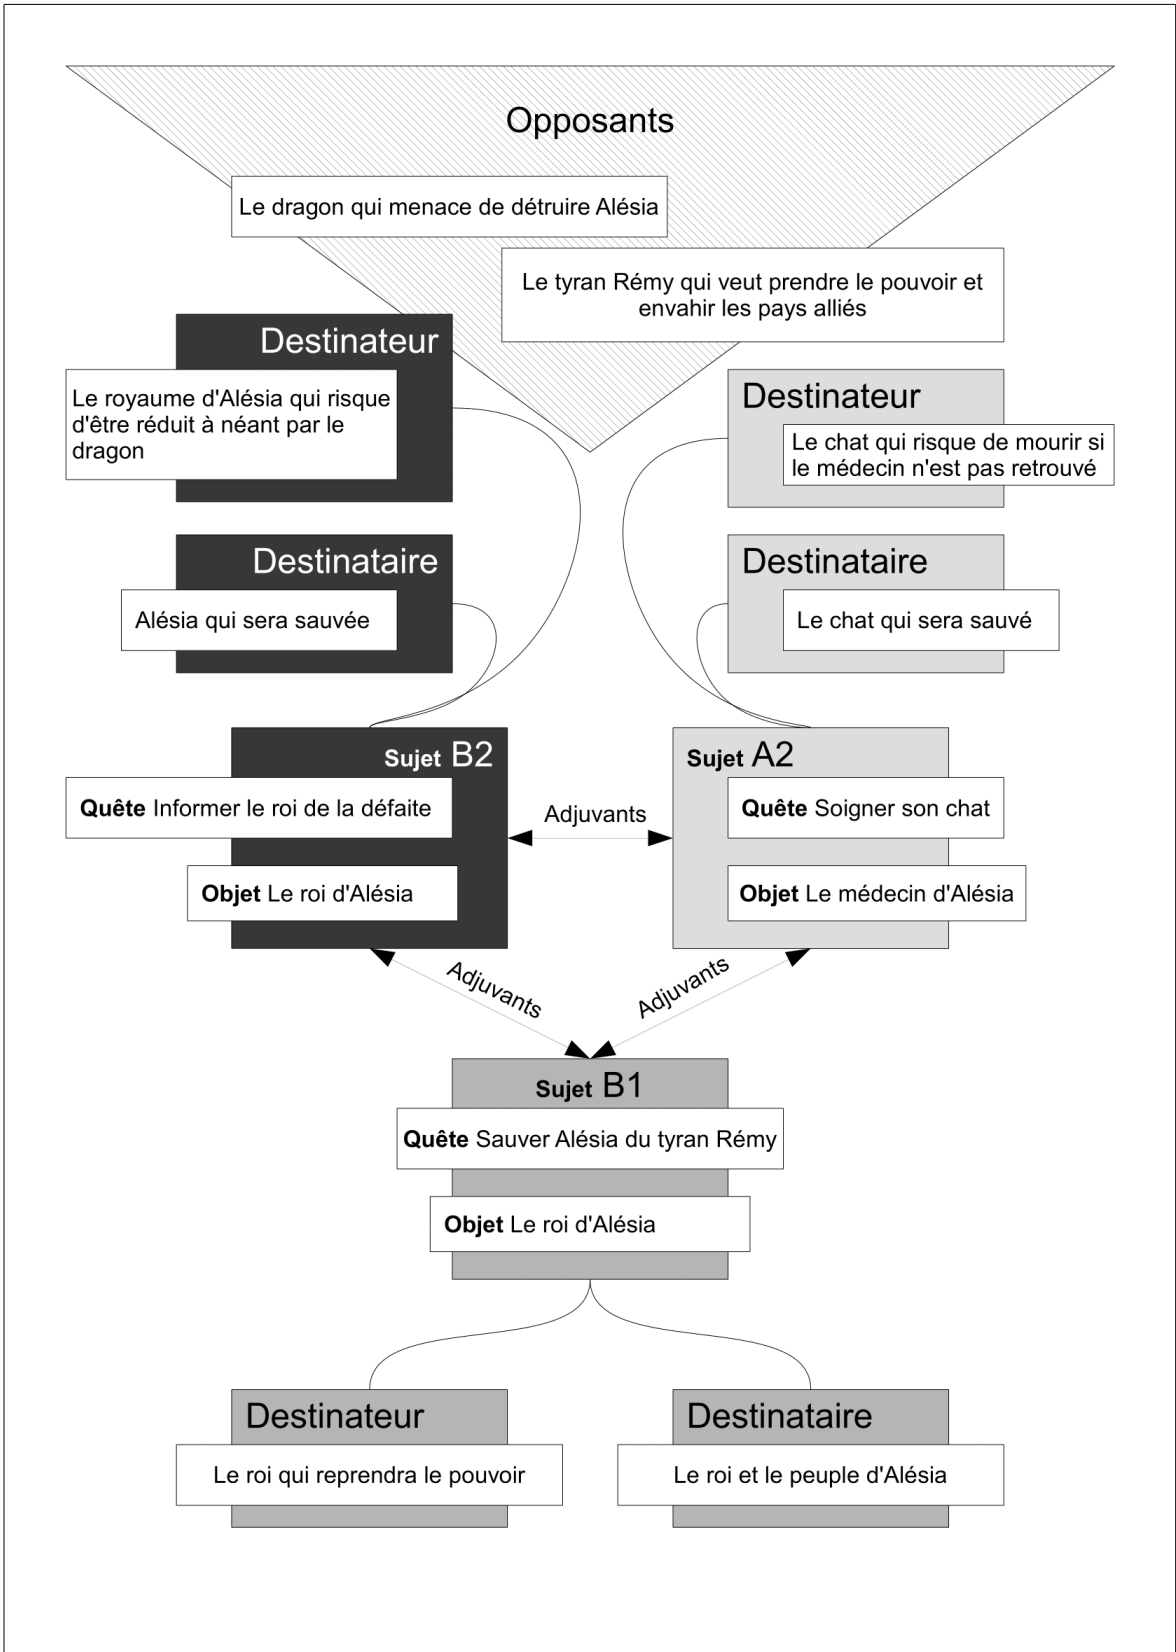 Opposants
Le dragon qui menace de détruire Alésia
Le tyran Rémy qui veut prendre le pouvoir et
envahir les pays alliés
Destinateur
Le royaume d'Alésia qui risque
d'être réduit à néant par le
dragon
Destinateur
Le chat qui risque de mourir si
le médecin n'est pas retrouvé
Destinataire
Alésia qui sera sauvée
Destinataire
Le chat qui sera sauvé
Sujet B2
Quête Informer le roi de la défaite
Objet Le roi d'Alésia
Adjuvants
Sujet A2
Quête Soigner son chat
Objet Le médecin d'Alésia
Adjuvants
Adjuvants
Sujet B1
Quête Sauver Alésia du tyran Rémy
Objet Le roi d'Alésia
Destinateur
Le roi qui reprendra le pouvoir
Destinataire
Le roi et le peuple d'Alésia